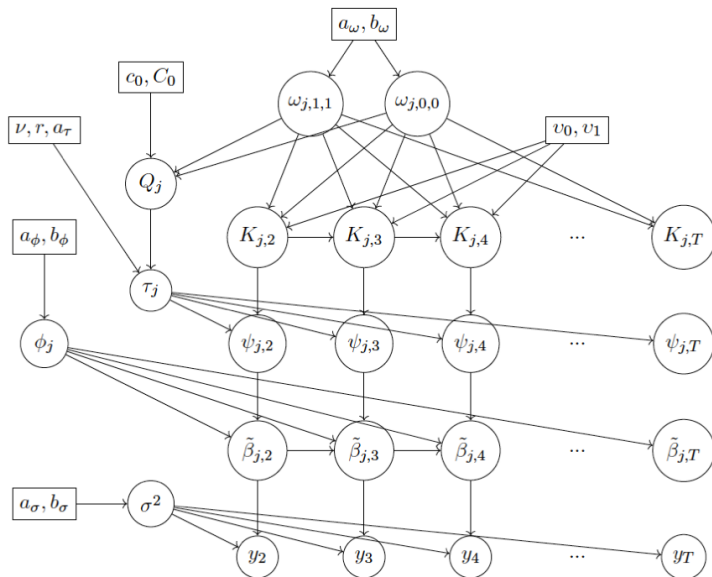 a_ω, b_ω
c_0, C_0
ω_{j,1,1} ω_{j,0,0}
ν, r, a_τ
υ_0, υ_1
Q_j
a_ϕ, b_ϕ
K_{j,2} K_{j,3} K_{j,4} ... K_{j,T}
τ_j
ϕ_j
ψ_{j,2} ψ_{j,3} ψ_{j,4} ... ψ_{j,T}
β̃_{j,2} β̃_{j,3} β̃_{j,4} ... β̃_{j,T}
a_σ, b_σ
σ^2
y_2 y_3 y_4 ... y_T